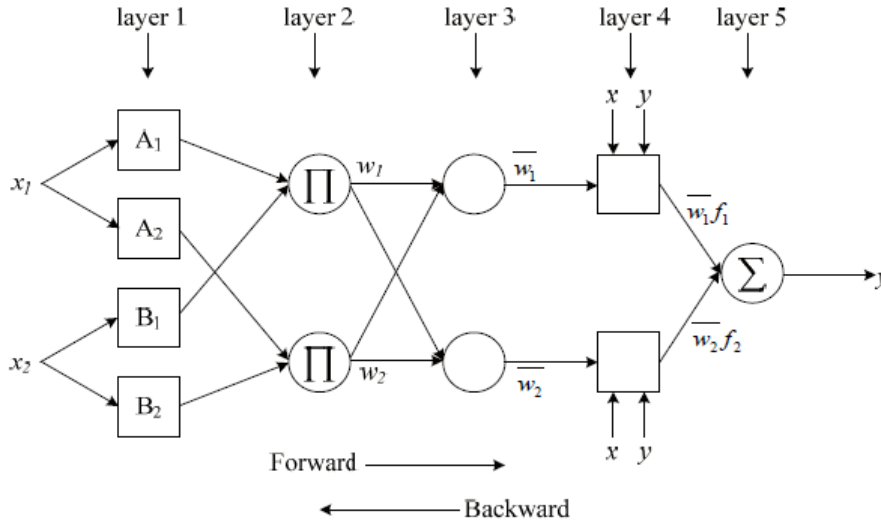 layer 1 layer 2 layer 3 layer 4 layer 5
x y
A₁ w₁ w̅₁
x₁ ∏ w̅₁f₁
A₂
∑ y
B₁
x₂ ∏ w₂ w̅₂ w̅₂f₂
B₂
x y
Forward
Backward